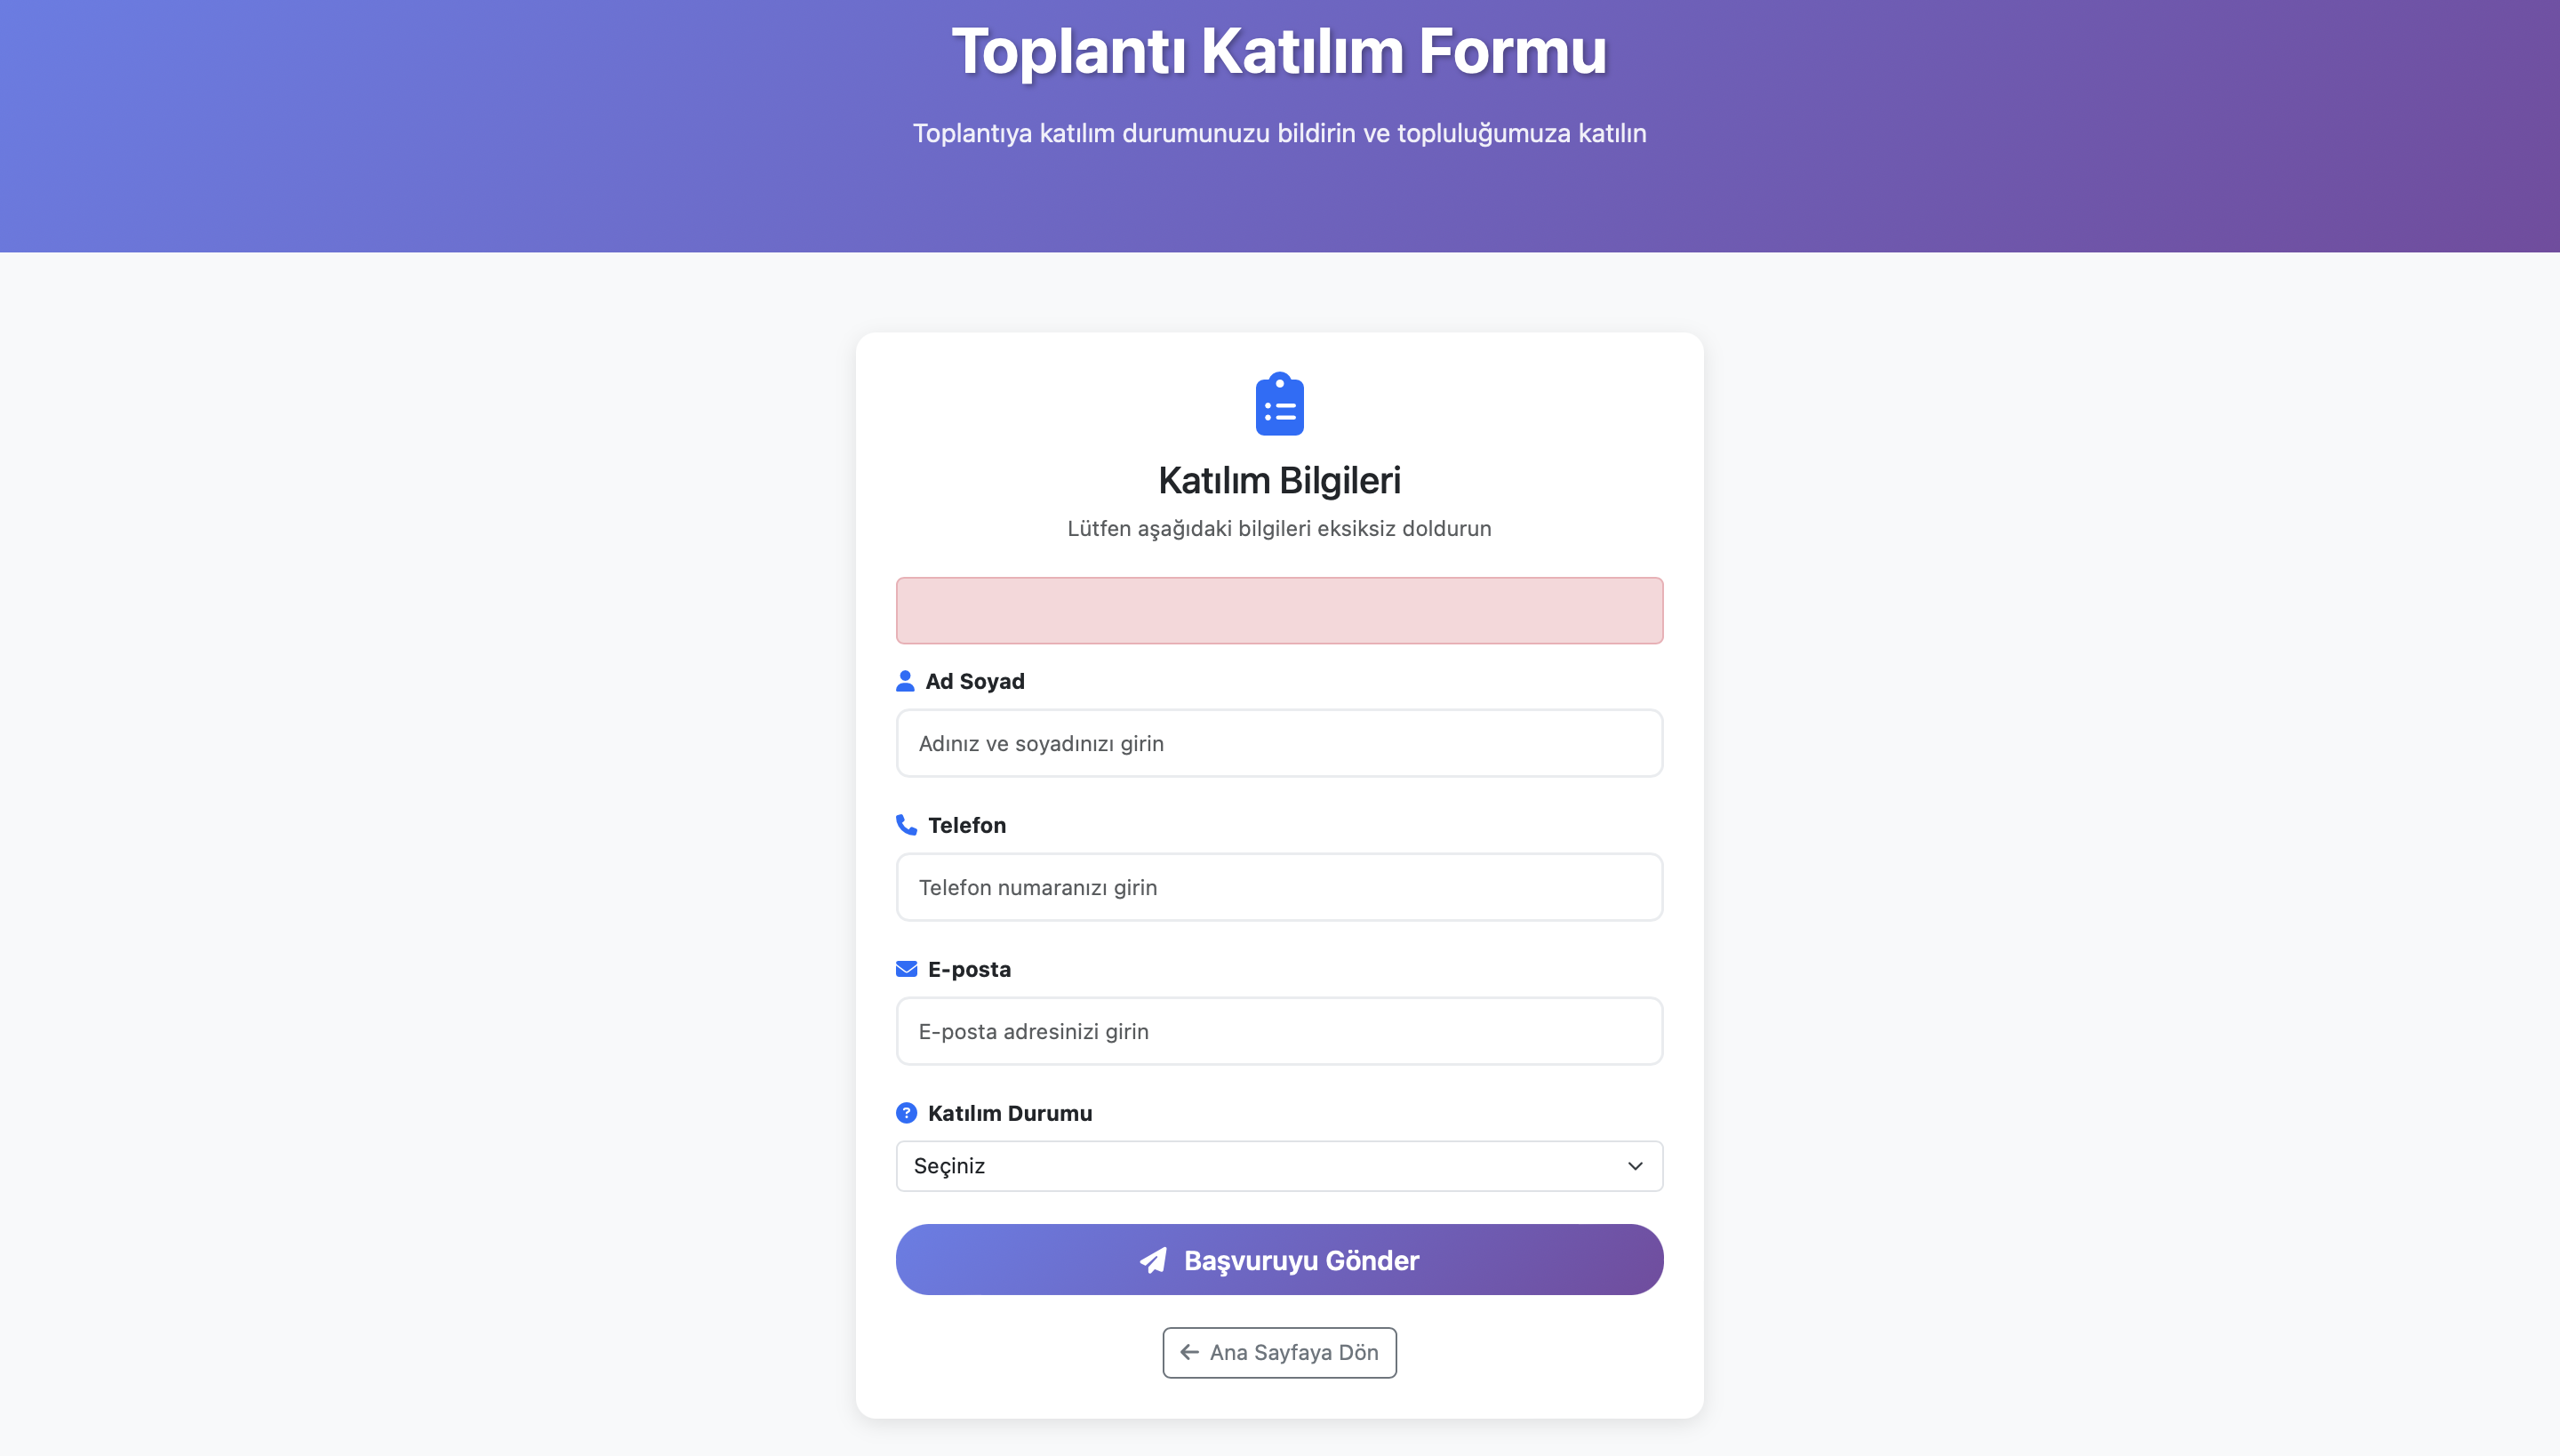 Toplantı Katılım Formu
Toplantıya katılım durumunuzu bildirin ve topluluğumuza katılın
Katılım Bilgileri
Lütfen aşağıdaki bilgileri eksiksiz doldurun
Ad Soyad
Adınız ve soyadınızı girin
Telefon
Telefon numaranızı girin
E-posta
E-posta adresinizi girin
Katılım Durumu
Seçiniz
Başvuruyu Gönder
Ana Sayfaya Dön